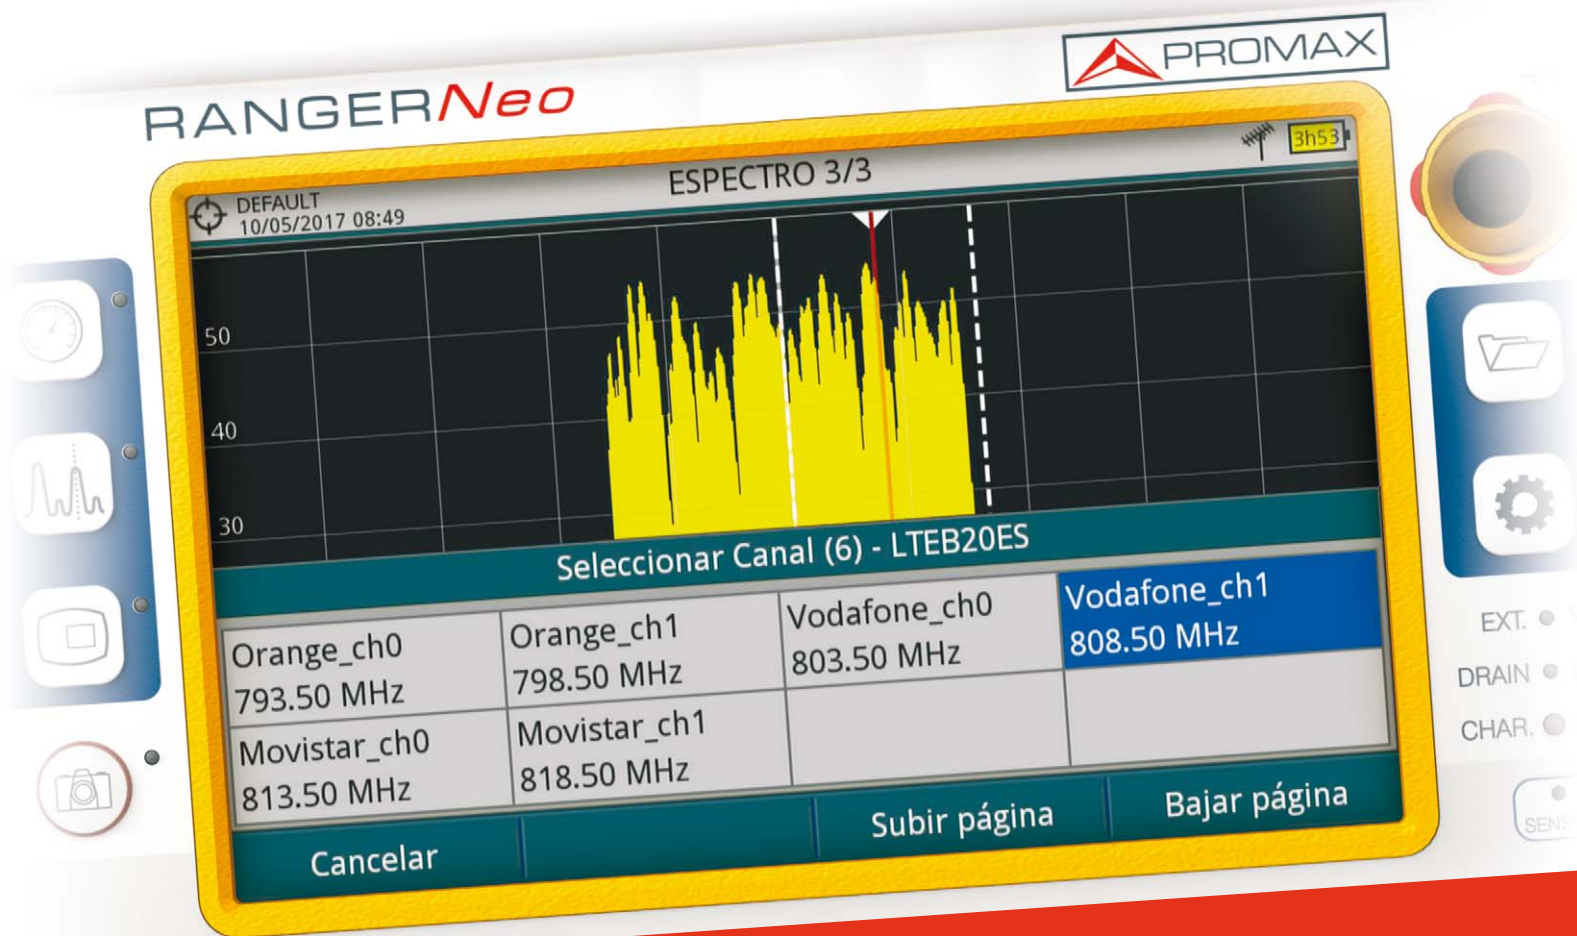 RANGERNeo
PROMAX
DEFAULT
10/05/2017 08:49
ESPECTRO 3/3
3h53
50
40
30
Seleccionar Canal (6) - LTEB20ES
Orange_ch0
793.50 MHz
Orange_ch1
798.50 MHz
Vodafone_ch0
803.50 MHz
Vodafone_ch1
808.50 MHz
Movistar_ch0
813.50 MHz
Movistar_ch1
818.50 MHz
Cancelar
Subir página
Bajar página
EXT.
DRAIN
CHAR.